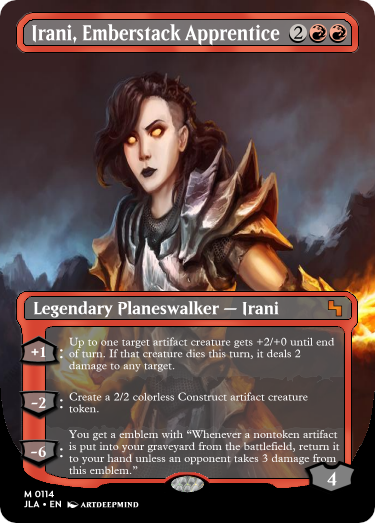 Irani, Emberstack Apprentice 2
Legendary Planeswalker — Irani
+1: Up to one target artifact creature gets +2/+0 until end
of turn. If that creature dies this turn, it deals 2
damage to any target.
-2: Create a 2/2 colorless Construct artifact creature
token.
-6: You get a emblem with “Whenever a nontoken artifact
is put into your graveyard from the battlefield, return it
to your hand unless an opponent takes 3 damage from
this emblem.”
4
M 0114
JLA • EN ARTDEEPMIND